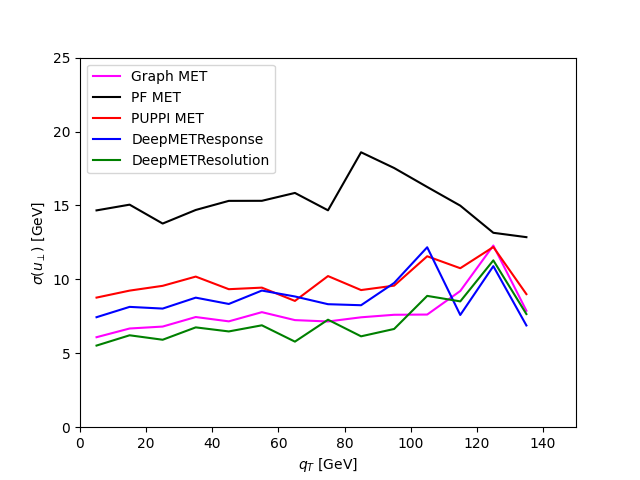 25
20
15
10
5
0
σ(u⊥) [GeV]
Graph MET
PF MET
PUPPI MET
DeepMETResponse
DeepMETResolution
0 20 40 60 80 100 120 140
qT [GeV]